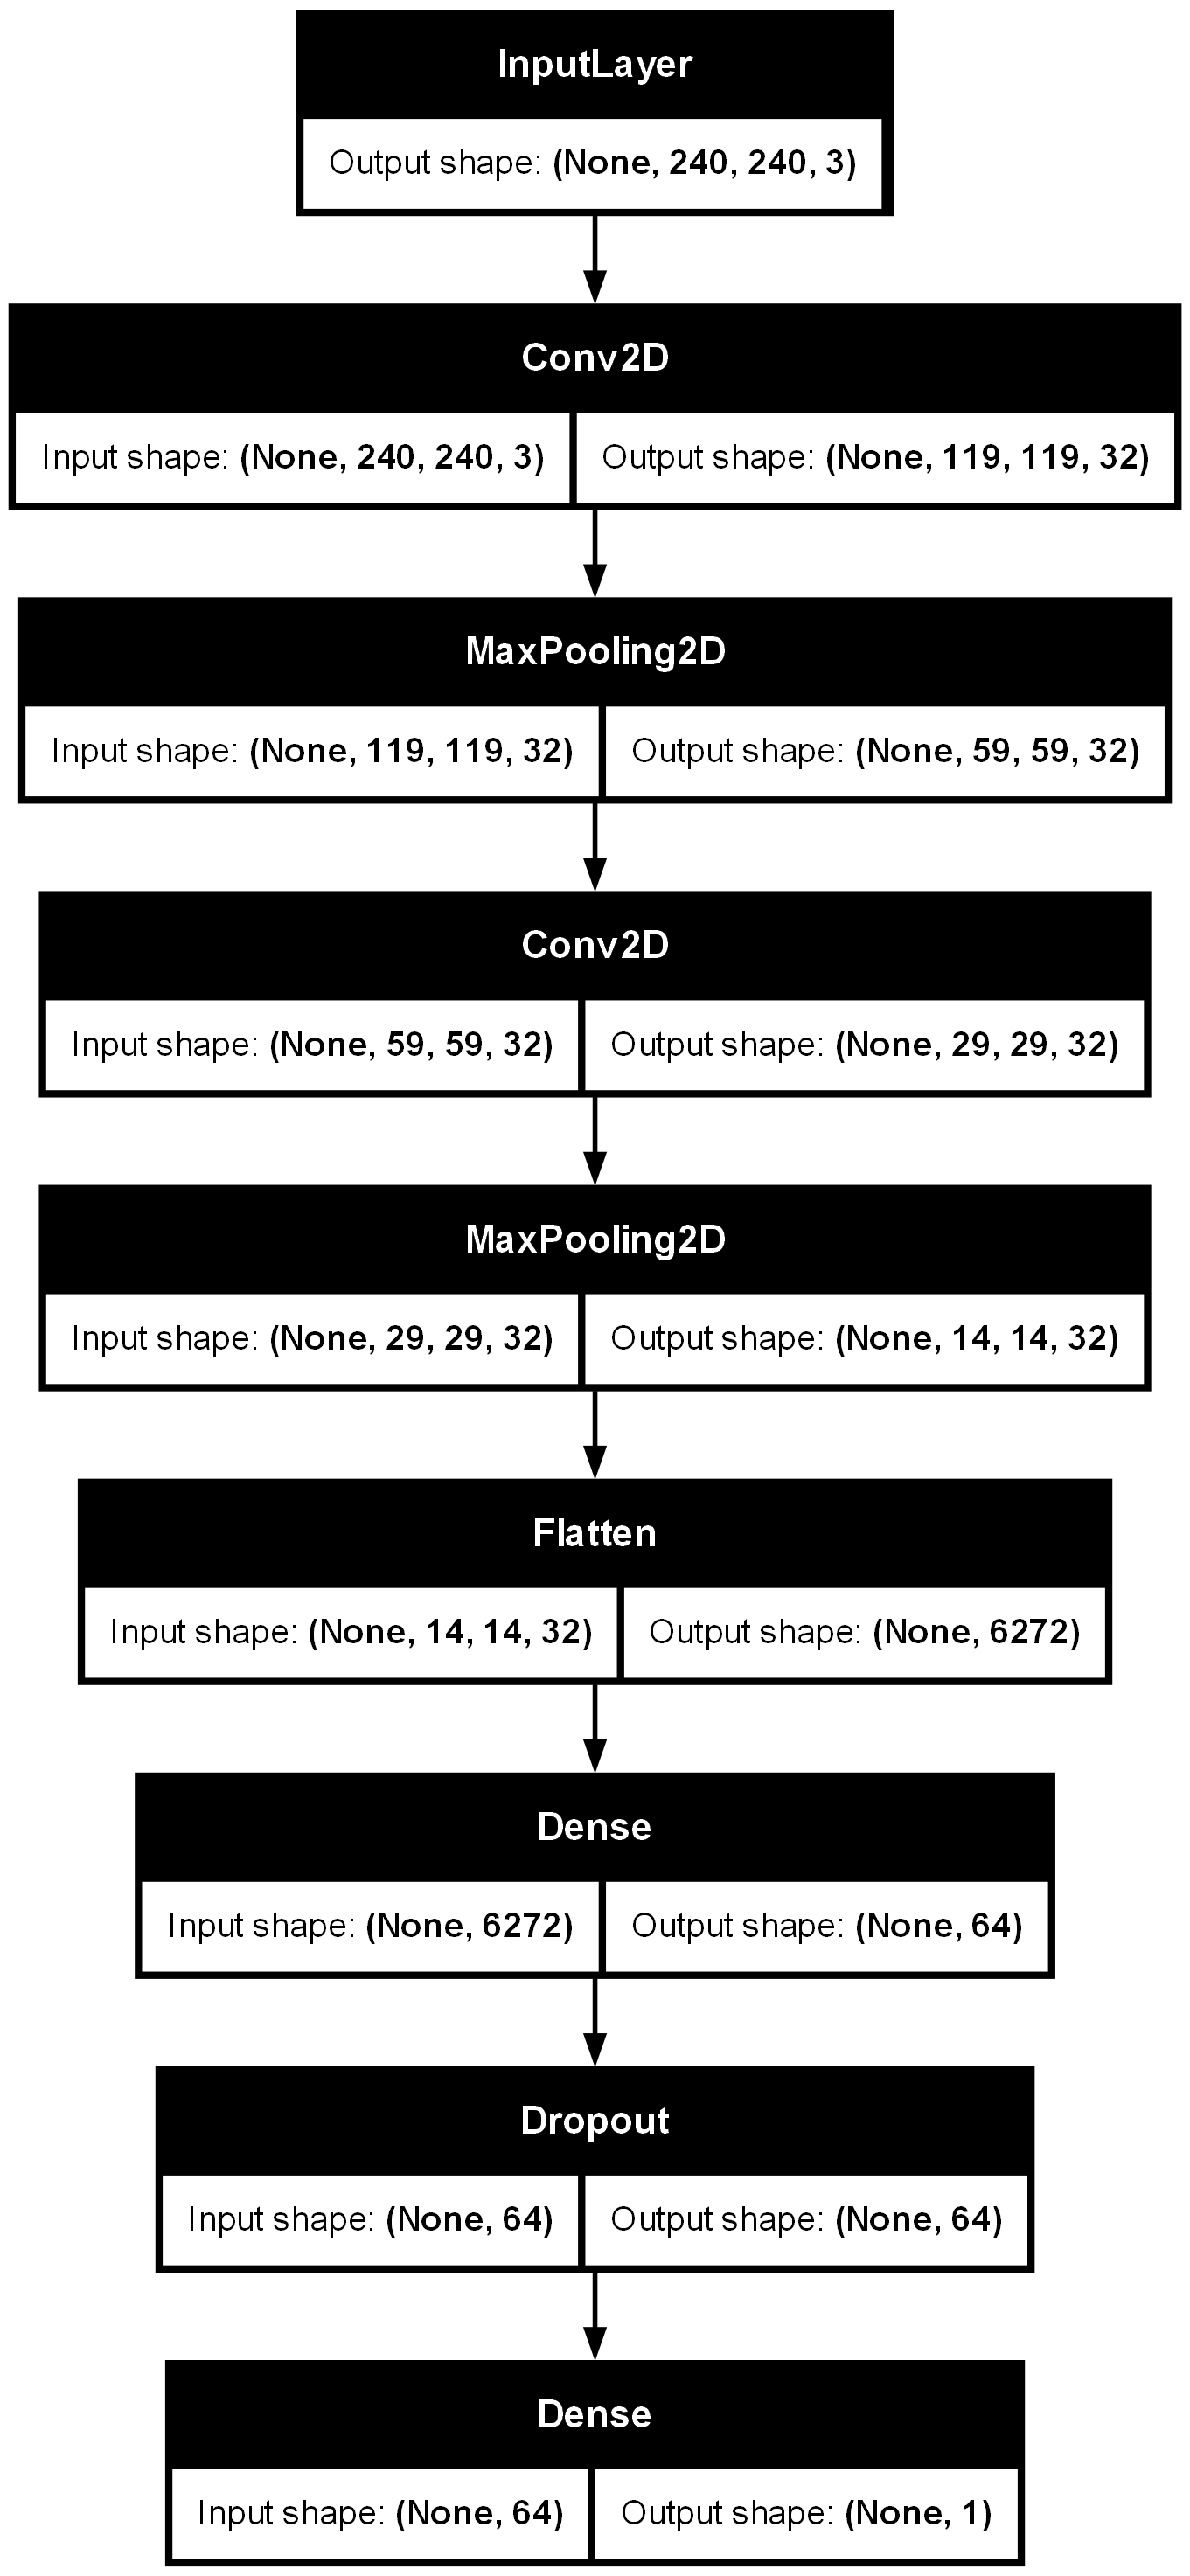 InputLayer
Output shape: (None, 240, 240, 3)
Conv2D
Input shape: (None, 240, 240, 3) Output shape: (None, 119, 119, 32)
MaxPooling2D
Input shape: (None, 119, 119, 32) Output shape: (None, 59, 59, 32)
Conv2D
Input shape: (None, 59, 59, 32) Output shape: (None, 29, 29, 32)
MaxPooling2D
Input shape: (None, 29, 29, 32) Output shape: (None, 14, 14, 32)
Flatten
Input shape: (None, 14, 14, 32) Output shape: (None, 6272)
Dense
Input shape: (None, 6272) Output shape: (None, 64)
Dropout
Input shape: (None, 64) Output shape: (None, 64)
Dense
Input shape: (None, 64) Output shape: (None, 1)